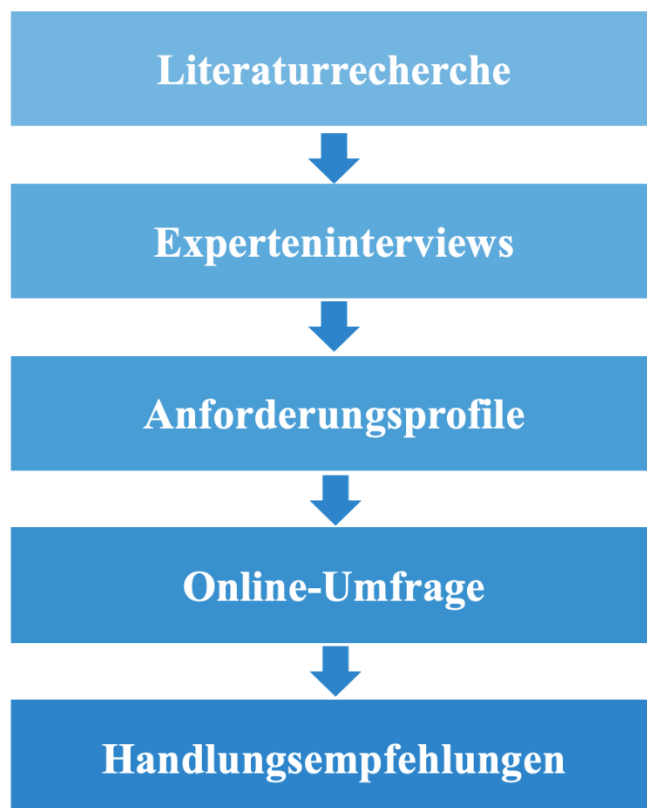 Literaturrecherche
Experteninterviews
Anforderungsprofile
Online-Umfrage
Handlungsempfehlungen